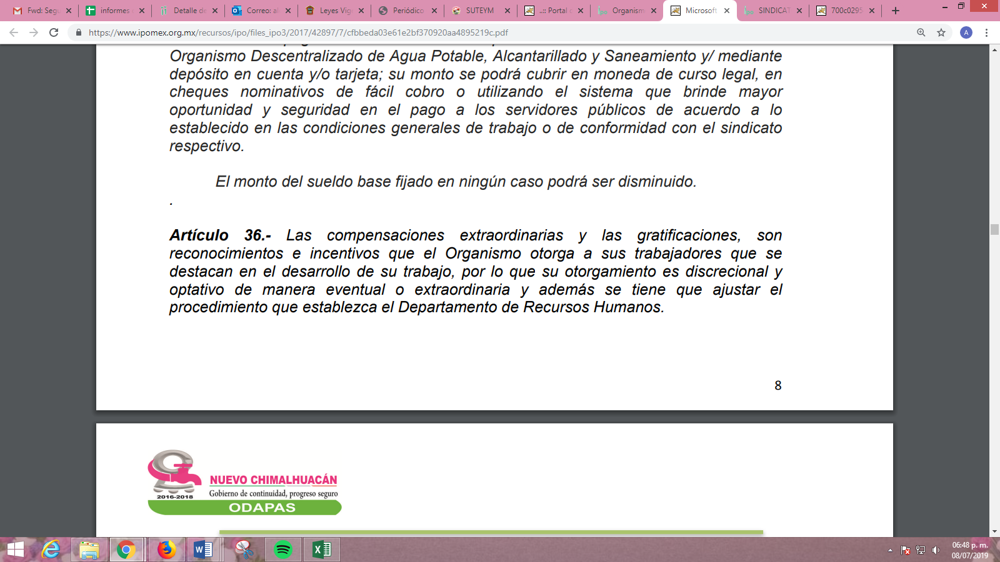 Fwd: Segu
informes
Detalle de
Correo: al
Leyes Vig
Periódico
SUTEYM
..:: Portal
Organism
Microsoft
SINDICAT
700c0295
https://www.ipomex.org.mx/recursos/ipo/files_ipo3/2017/42897/7/cfbbeda03e61e2bf370920aa4895219c.pdf
A
Organismo Descentralizado de Agua Potable, Alcantarillado y Saneamiento y/ mediante
depósito en cuenta y/o tarjeta; su monto se podrá cubrir en moneda de curso legal, en
cheques nominativos de fácil cobro o utilizando el sistema que brinde mayor
oportunidad y seguridad en el pago a los servidores públicos de acuerdo a lo
establecido en las condiciones generales de trabajo o de conformidad con el sindicato
respectivo.
El monto del sueldo base fijado en ningún caso podrá ser disminuido.
.
Artículo 36.- Las compensaciones extraordinarias y las gratificaciones, son
reconocimientos e incentivos que el Organismo otorga a sus trabajadores que se
destacan en el desarrollo de su trabajo, por lo que su otorgamiento es discrecional y
optativo de manera eventual o extraordinaria y además se tiene que ajustar el
procedimiento que establezca el Departamento de Recursos Humanos.
8
2016-2018
NUEVO CHIMALHUACÁN
Gobierno de continuidad, progreso seguro
ODAPAS
06:48 p. m.
08/07/2019